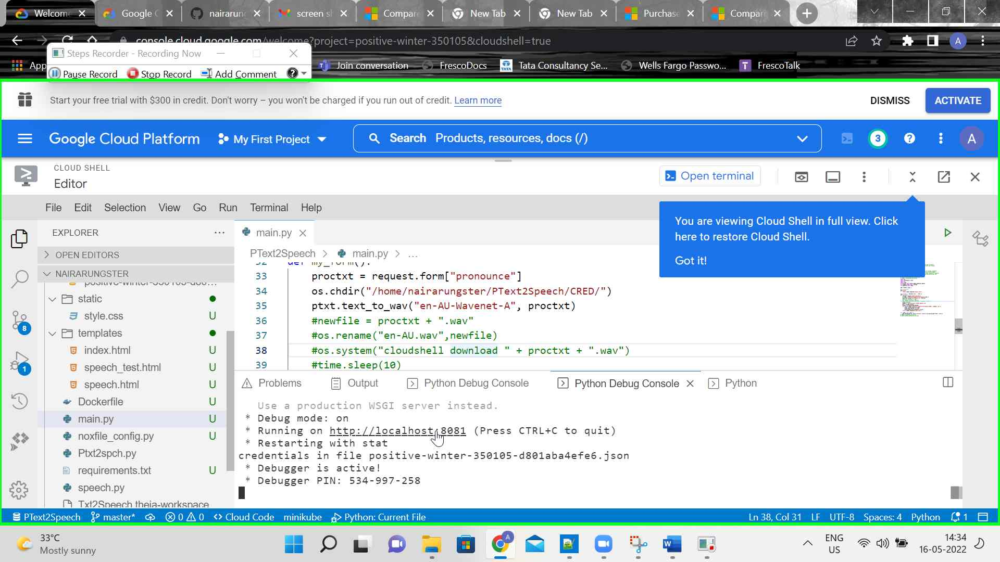 Welcom
Google C
nairarung
screen sh
Compare
New Tab
New Tab
Purchase
Compar
console.cloud.google.com/welcome?project=positive-winter-350105&cloudshell=true
A
Steps Recorder - Recording Now
App
Pause Record
Stop Record
Add Comment
Join conversation
FrescoDocs
TATA
Tata Consultancy Se...
Wells Fargo Passwo...
T
FrescoTalk
Start your free trial with $300 in credit. Don't worry – you won't be charged if you run out of credit. Learn more
DISMISS
ACTIVATE
Google Cloud Platform
My First Project
Search Products, resources, docs (/)
3
A
CLOUD SHELL
Editor
Open terminal
File Edit Selection View Go Run Terminal Help
You are viewing Cloud Shell in full view. Click
here to restore Cloud Shell.
Got it!
EXPLORER
OPEN EDITORS
NAIRARUNGSTER
positive-winter-350105-d80...
static
style.css U
templates
index.html U
speech_test.html U
speech.html U
Dockerfile U
main.py U
noxfile_config.py U
Ptxt2spch.py
requirements.txt U
speech.py
Txt2Speech.theia-workspace
8
1
main.py
PText2Speech > main.py > ...
32 def my_form():
33 proctxt = request.form["pronounce"]
34 os.chdir("/home/nairarungster/PText2Speech/CRED/")
35 ptxt.text_to_wav("en-AU-Wavenet-A", proctxt)
36 #newfile = proctxt + ".wav"
37 #os.rename("en-AU.wav",newfile)
38 #os.system("cloudshell download " + proctxt + ".wav")
39 #time.sleep(10)
Problems Output Python Debug Console Python Debug Console Python
Use a production WSGI server instead.
* Debug mode: on
* Running on http://localhost:8081 (Press CTRL+C to quit)
* Restarting with stat
credentials in file positive-winter-350105-d801aba4efe6.json
* Debugger is active!
* Debugger PIN: 534-997-258
PText2Speech master* 0 0 Cloud Code minikube Python: Current File
Ln 38, Col 31 LF UTF-8 Spaces: 4 Python 1
33°C
Mostly sunny
A
ENG
US
14:34
16-05-2022